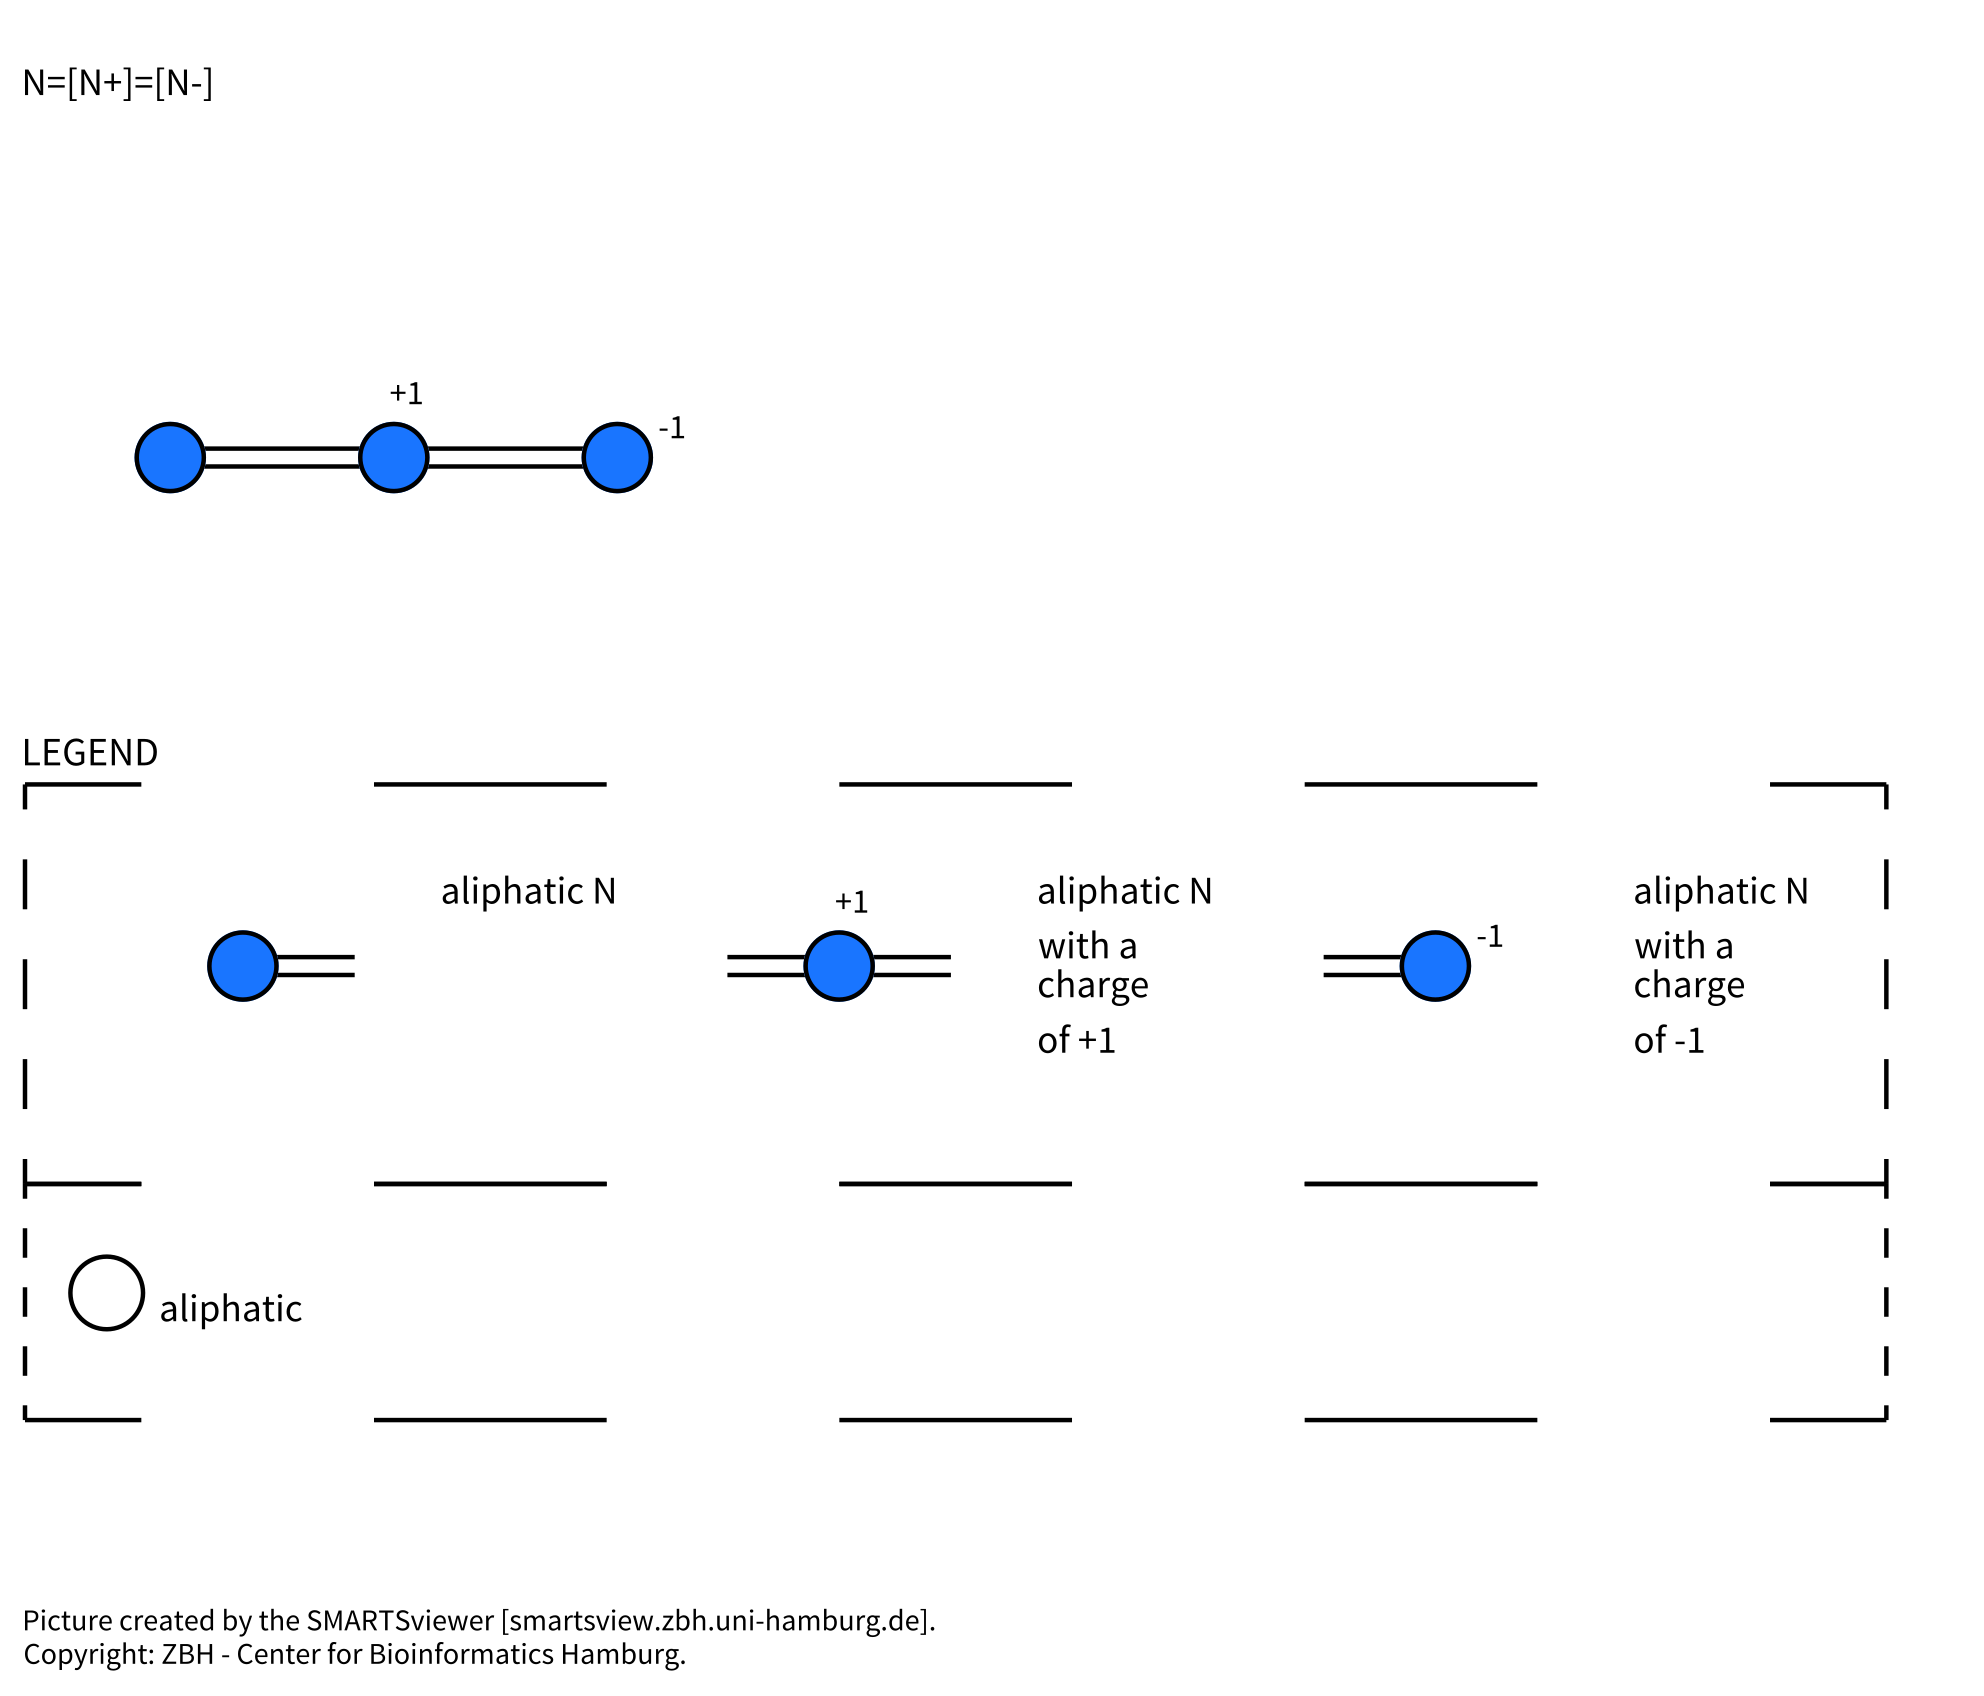 N=[N+]=[N-]
+1
-1
LEGEND
aliphatic N
+1
aliphatic N
with a
charge
of +1
-1
aliphatic N
with a
charge
of -1
aliphatic
Picture created by the SMARTSviewer [smartsview.zbh.uni-hamburg.de].
Copyright: ZBH - Center for Bioinformatics Hamburg.